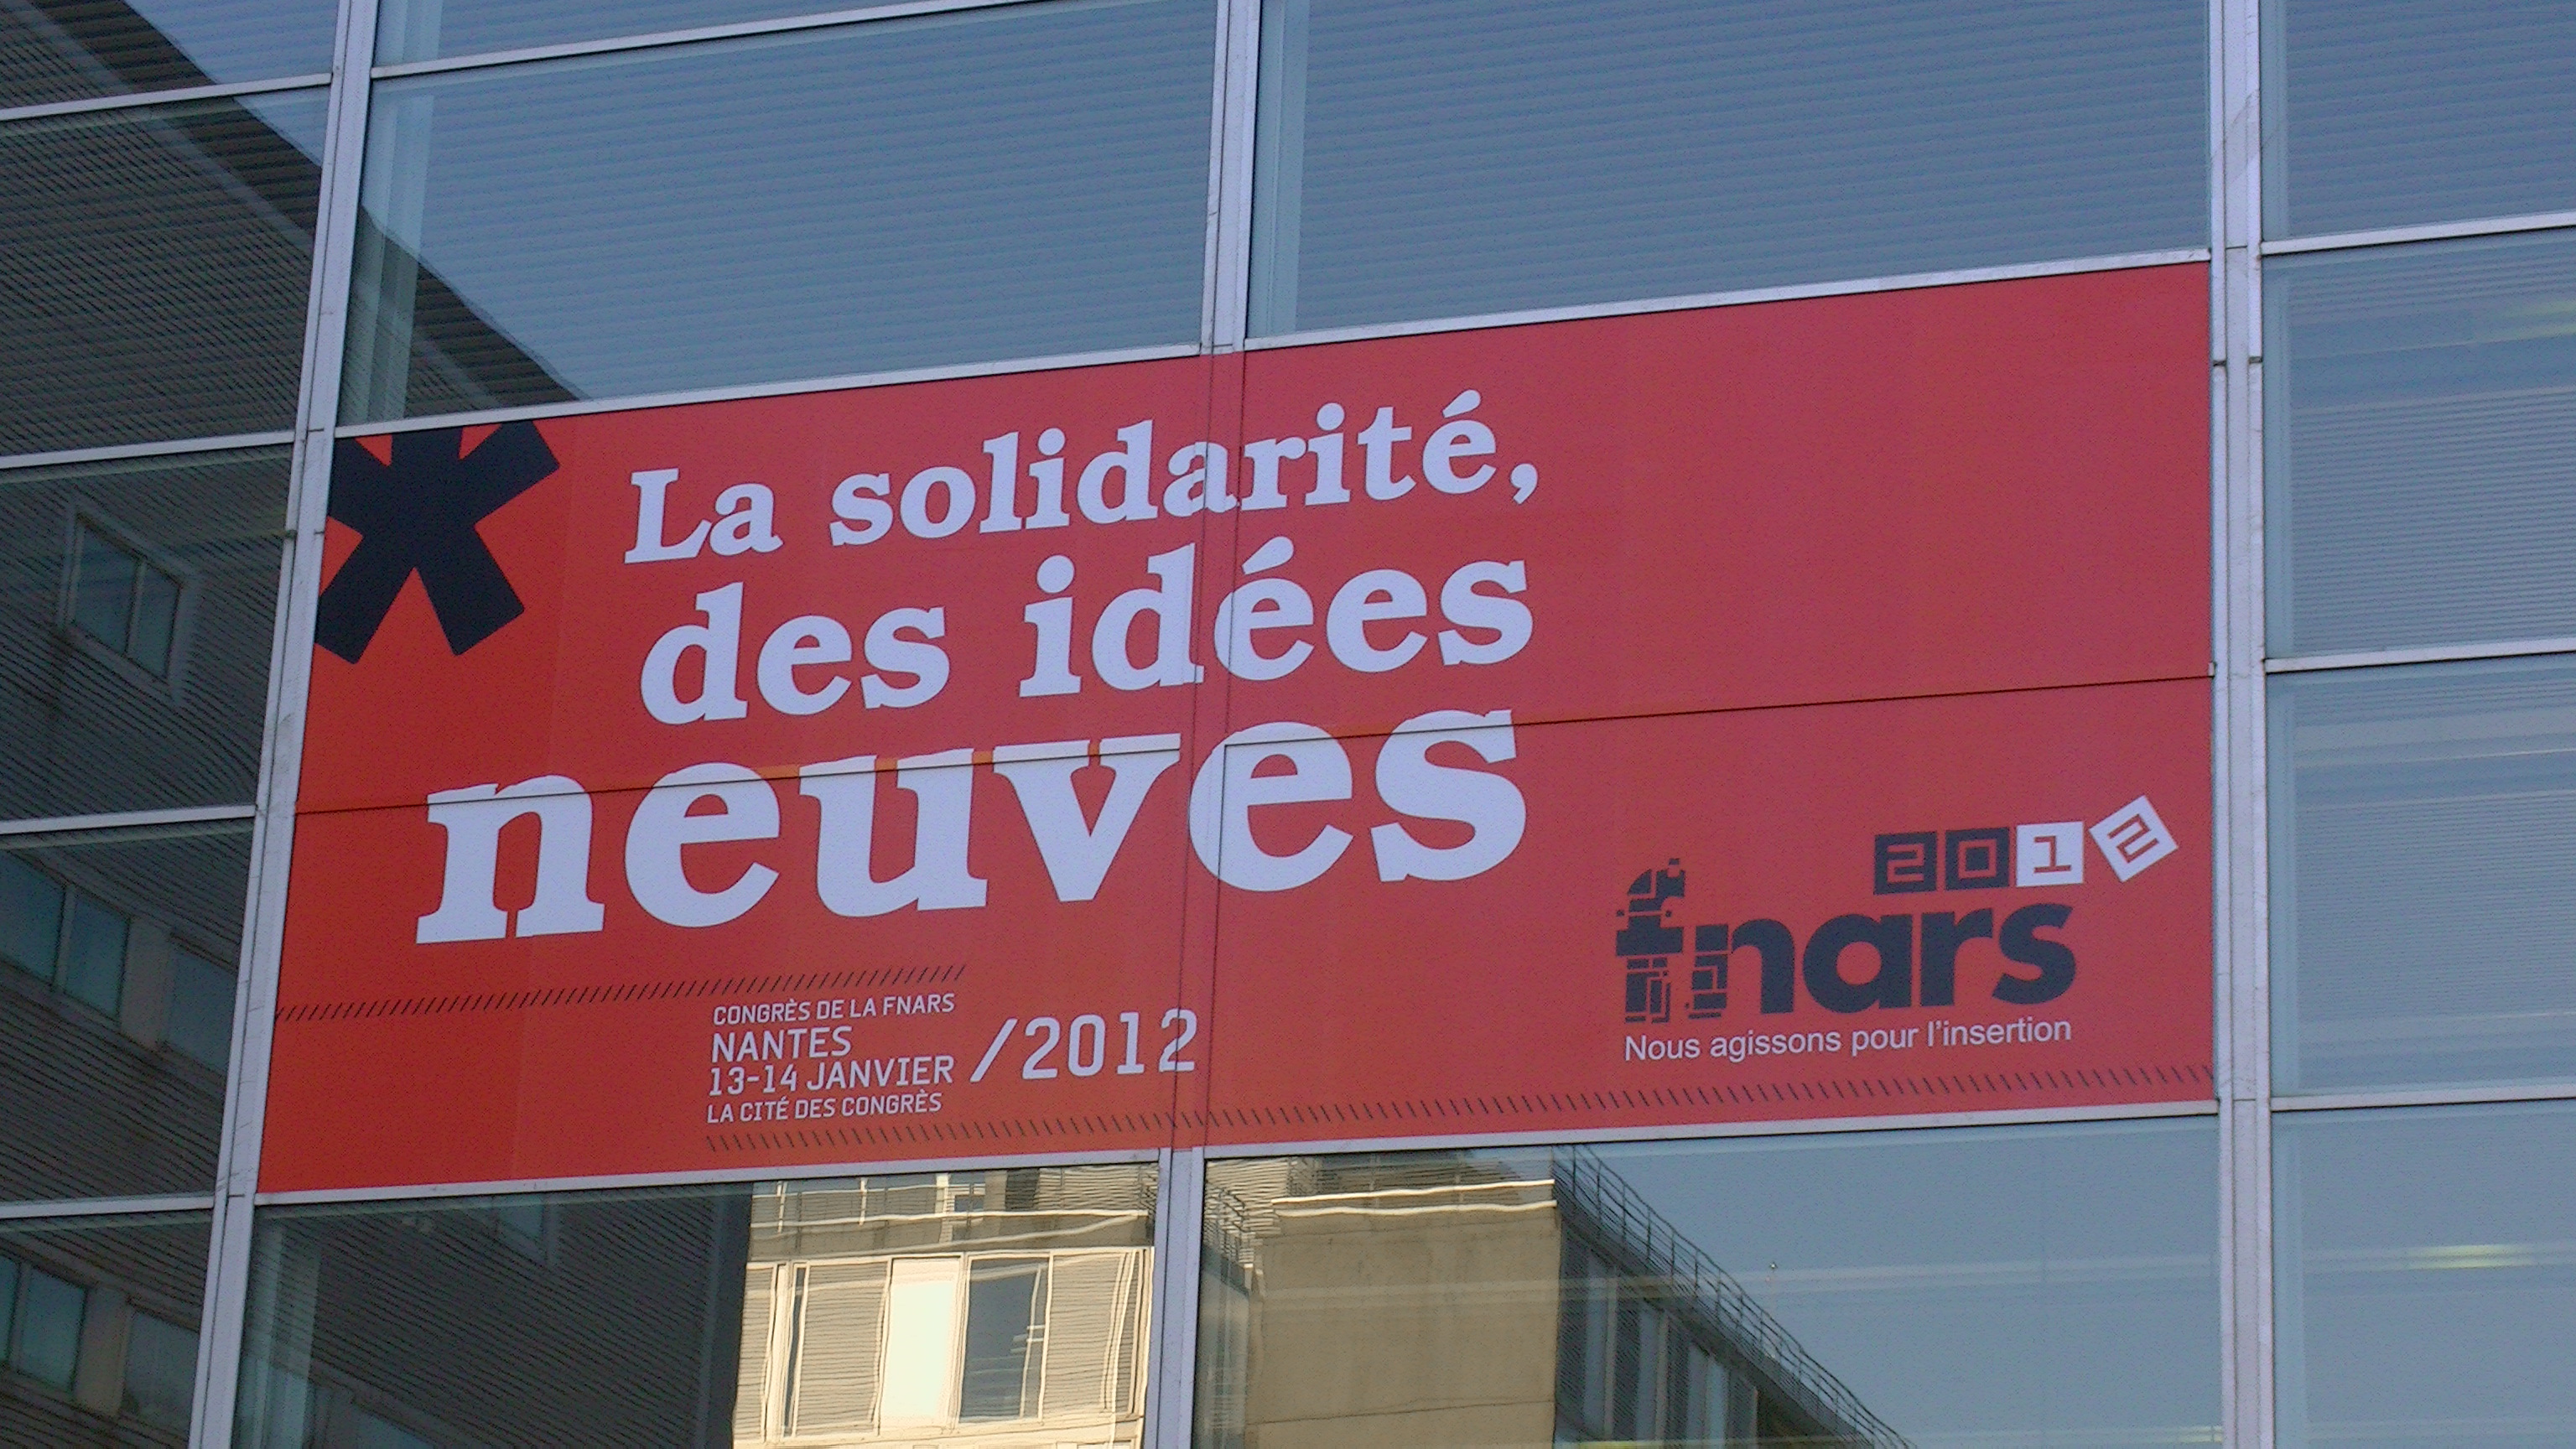 La solidarité,
des idées
neuves
CONGRÈS DE LA FNARS
NANTES
13-14 JANVIER /2012
LA CITÉ DES CONGRÈS
2012
fnars
Nous agissons pour l'insertion